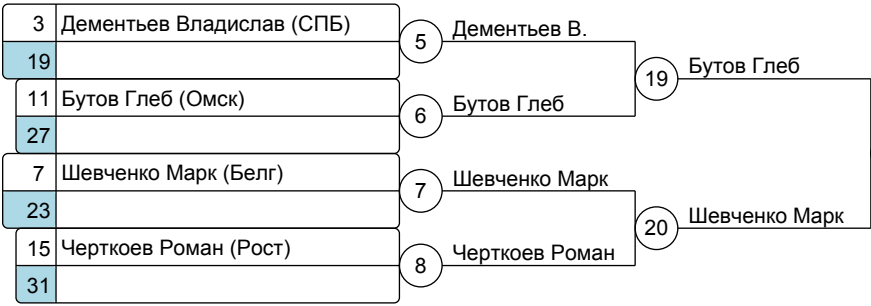 3 Дементьев Владислав (СПБ)
19
5 Дементьев В.
11 Бутов Глеб (Омск)
27
6 Бутов Глеб
19 Бутов Глеб
7 Шевченко Марк (Белг)
23
7 Шевченко Марк
15 Черткоев Роман (Рост)
31
8 Черткоев Роман
20 Шевченко Марк